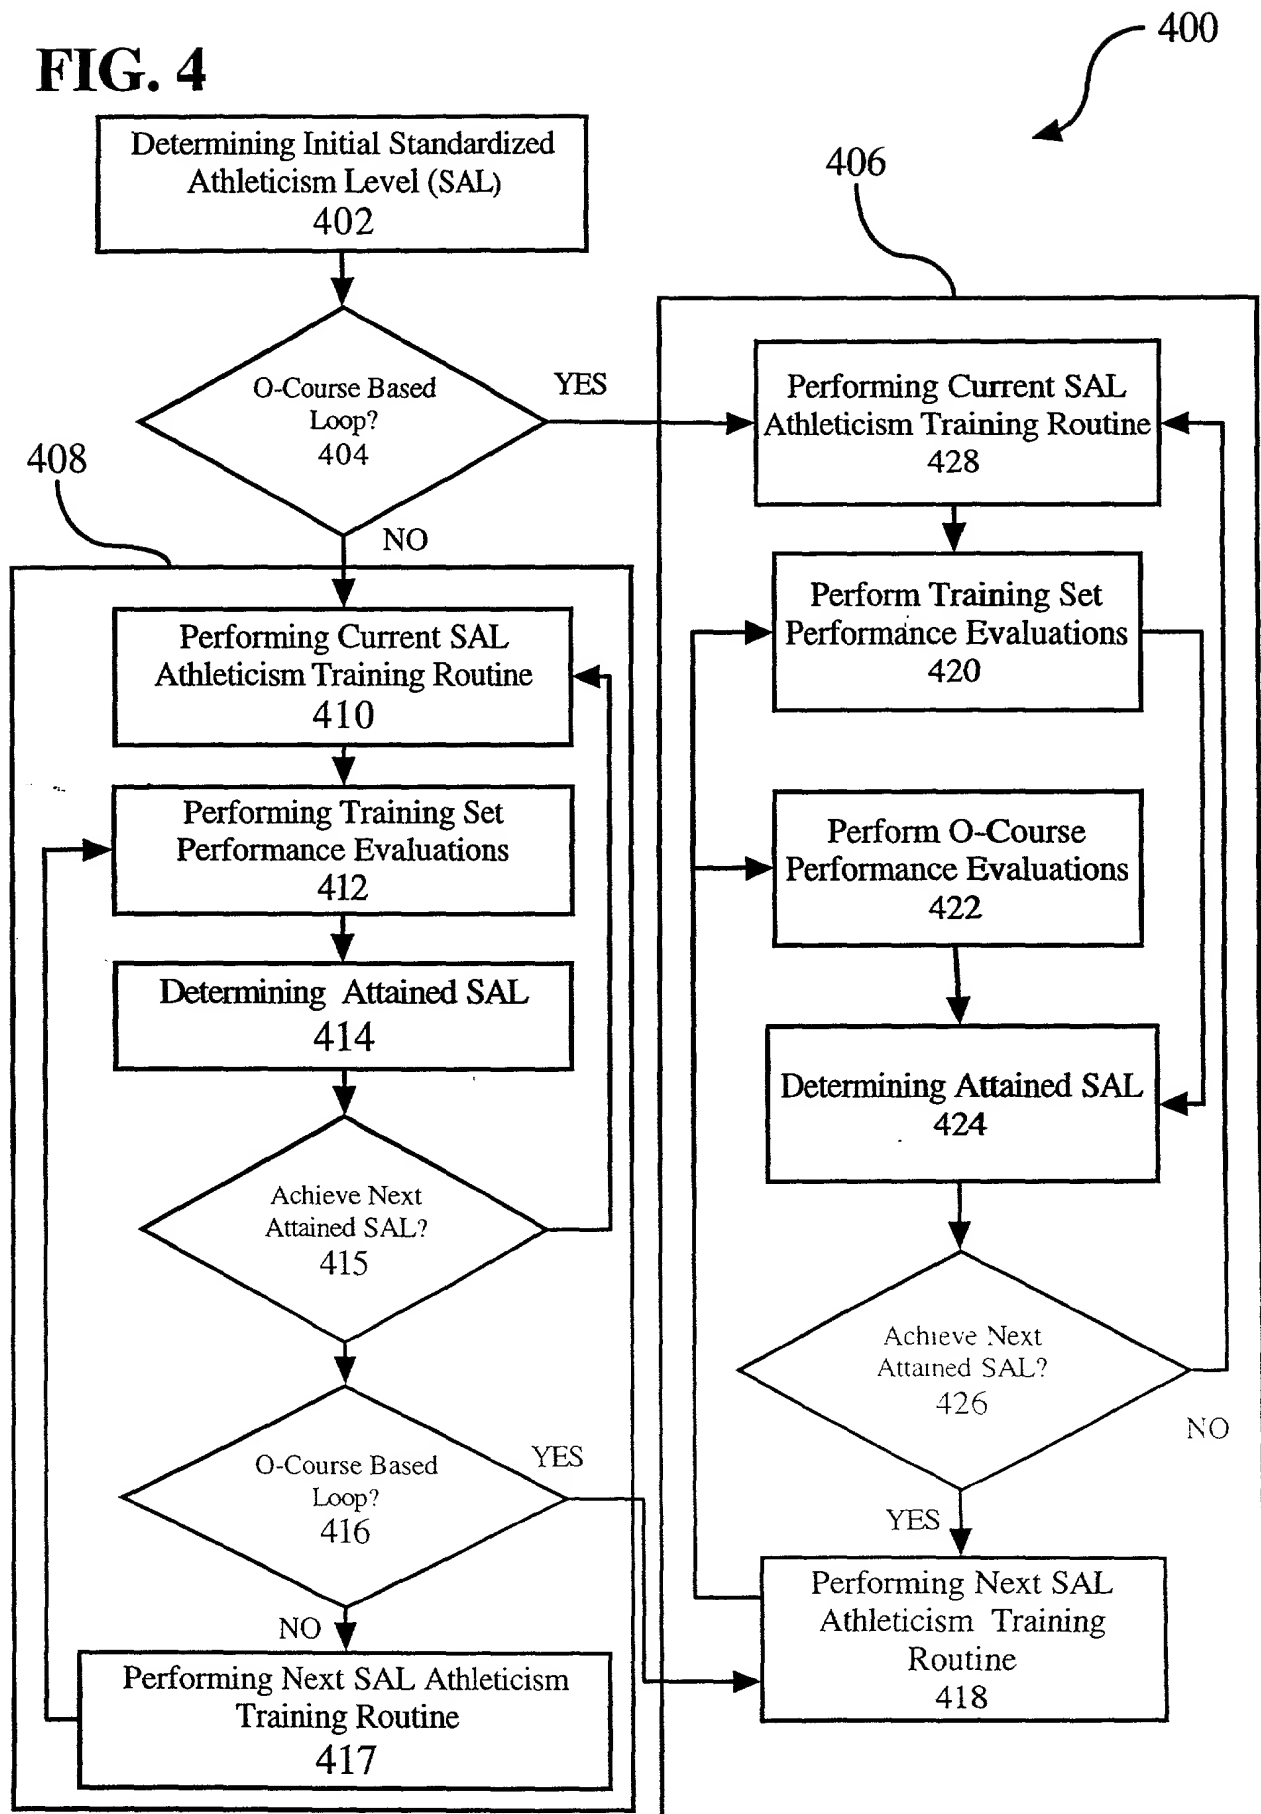 FIG. 4
400
Determining Initial Standardized
Athleticism Level (SAL)
402
O-Course Based
Loop?
404
YES
NO
408
Performing Current SAL
Athleticism Training Routine
410
Performing Training Set
Performance Evaluations
412
Determining Attained SAL
414
Achieve Next
Attained SAL?
415
O-Course Based
Loop?
416
YES
NO
Performing Next SAL Athleticism
Training Routine
417
406
Performing Current SAL
Athleticism Training Routine
428
Perform Training Set
Performance Evaluations
420
Perform O-Course
Performance Evaluations
422
Determining Attained SAL
424
Achieve Next
Attained SAL?
426
NO
YES
Performing Next SAL
Athleticism Training
Routine
418